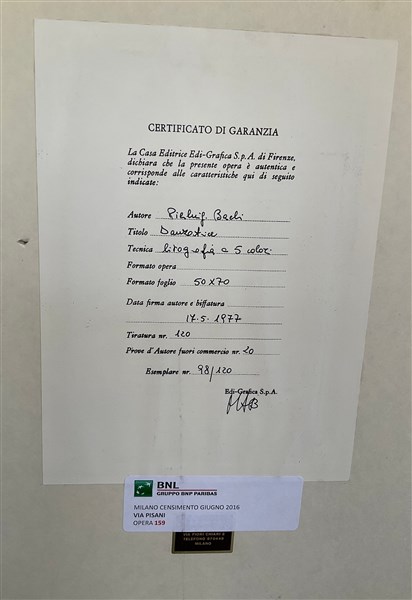 CERTIFICATO DI GARANZIA
La Casa Editrice Edi-Grafica S.p.A. di Firenze,
dichiara che la presente opera è autentica e
corrisponde alle caratteristiche qui di seguito
indicate:
Autore Pierluigi
Titolo Danzatrice
Tecnica litografia a 5 colori
Formato opera
Formato foglio 50x70
Data firma autore e biffatura
17.5.1977
Tiratura nr. 120
Prove d'Autore fuori commercio nr. 20
Esemplare nr. 98/120
Edi-Grafica S.p.A.
BNL
GRUPPO BNP PARIBAS
MILANO CENSIMENTO GIUGNO 2016
VIA PISANI
OPERA 159
MILANO